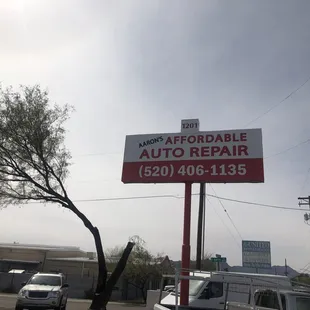 1201
AARON'S AFFORDABLE
AUTO REPAIR
(520) 406-1135